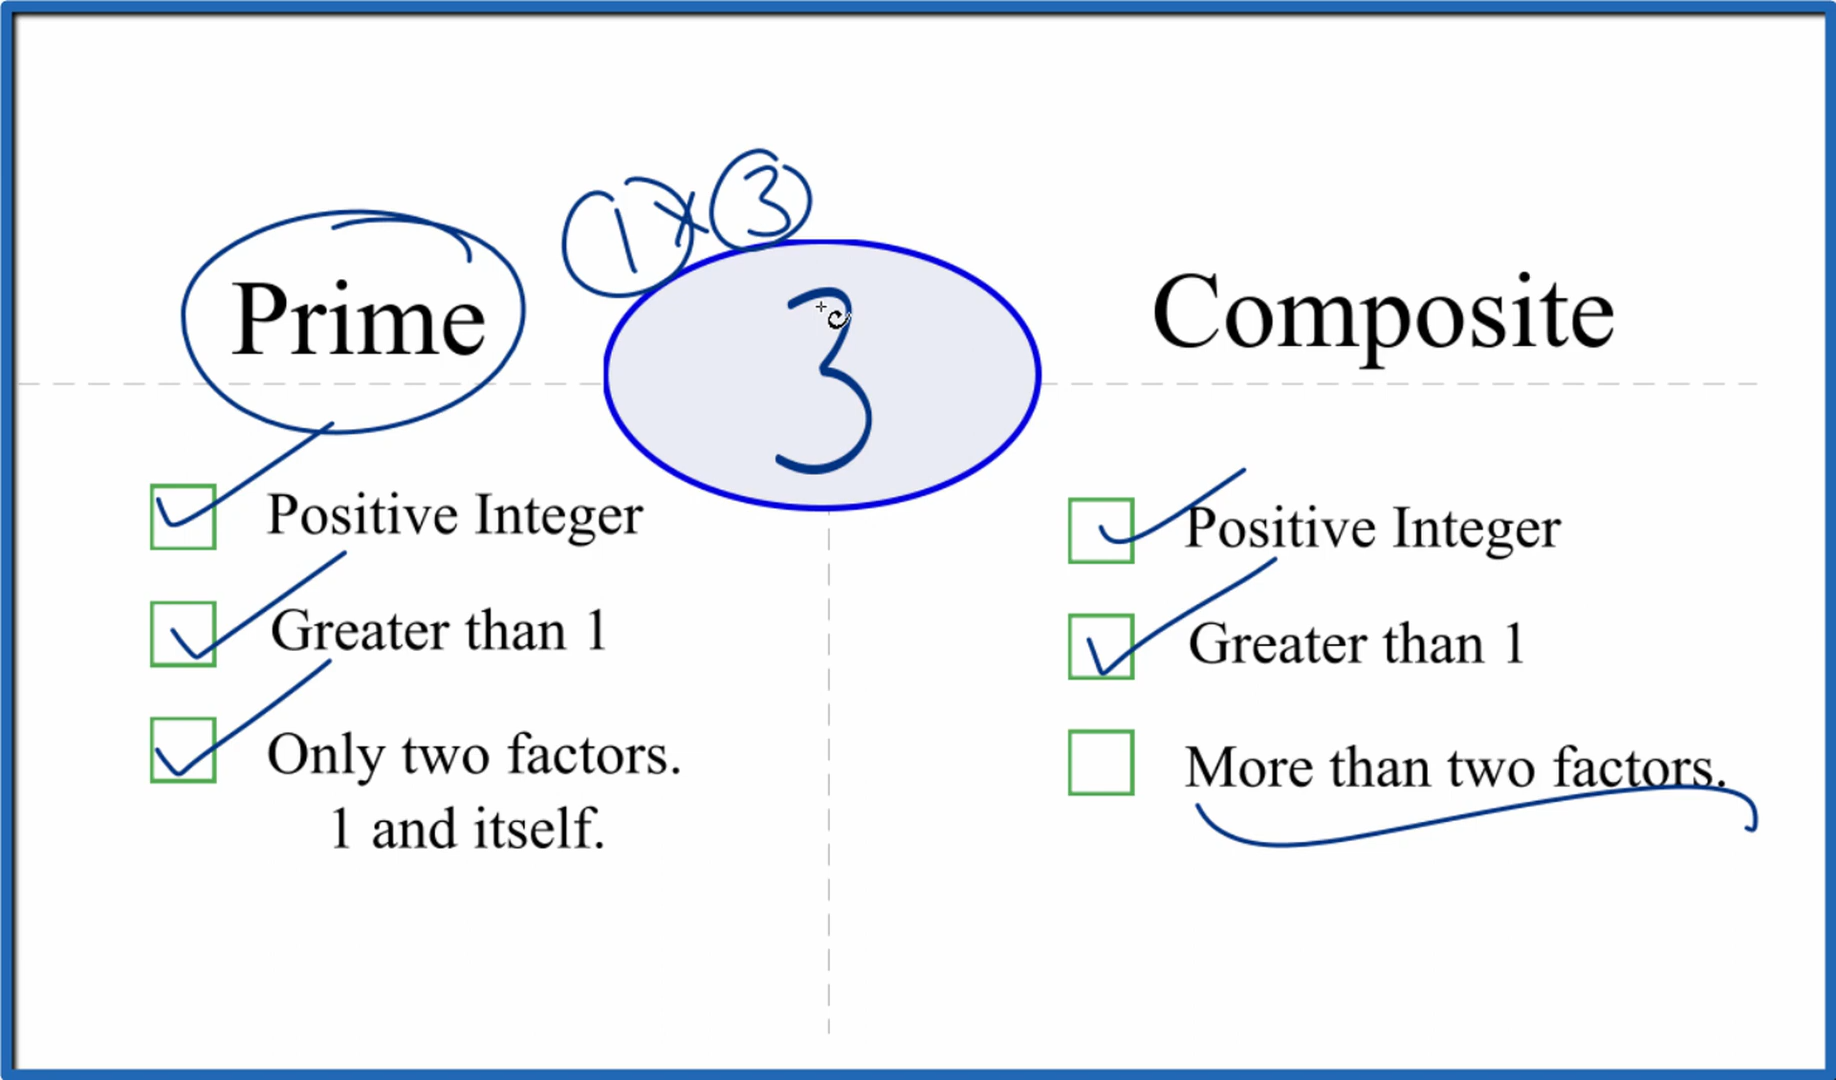 1 x 3
Prime
3
Composite
Positive Integer
Greater than 1
Only two factors.
1 and itself.
Positive Integer
Greater than 1
More than two factors.